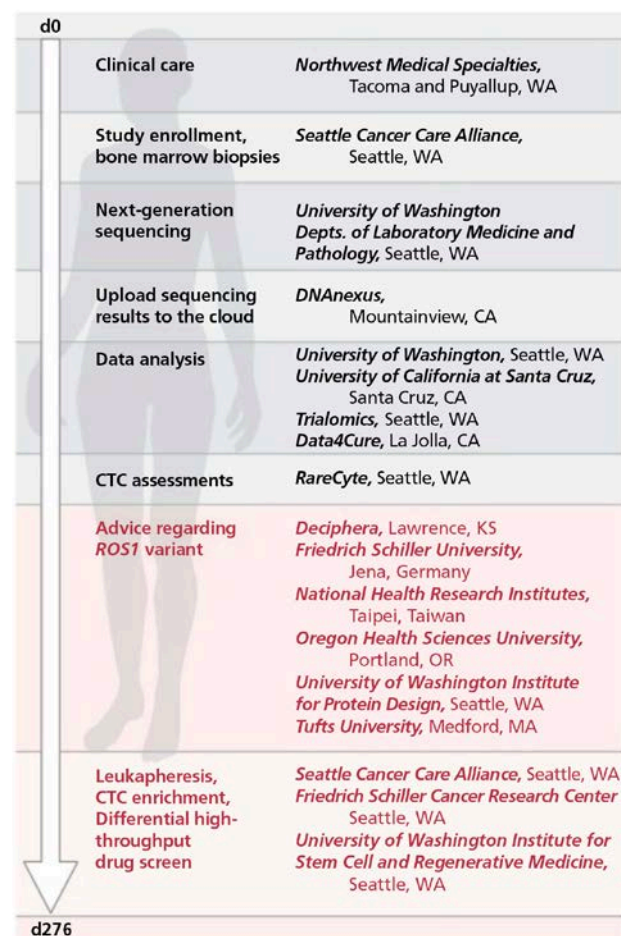 d0
Clinical care
Northwest Medical Specialties,
Tacoma and Puyallup, WA
Study enrollment,
bone marrow biopsies
Seattle Cancer Care Alliance,
Seattle, WA
Next-generation
sequencing
University of Washington
Depts. of Laboratory Medicine and
Pathology, Seattle, WA
Upload sequencing
results to the cloud
DNAnexus,
Mountainview, CA
Data analysis
University of Washington, Seattle, WA
University of California at Santa Cruz,
Santa Cruz, CA
Trialomics, Seattle, WA
Data4Cure, La Jolla, CA
CTC assessments
RareCyte, Seattle, WA
Advice regarding
ROS1 variant
Deciphera, Lawrence, KS
Friedrich Schiller University,
Jena, Germany
National Health Research Institutes,
Taipei, Taiwan
Oregon Health Sciences University,
Portland, OR
University of Washington Institute
for Protein Design, Seattle, WA
Tufts University, Medford, MA
Leukapheresis,
CTC enrichment,
Differential high-
throughput
drug screen
Seattle Cancer Care Alliance, Seattle, WA
Friedrich Schiller Cancer Research Center
Seattle, WA
University of Washington Institute for
Stem Cell and Regenerative Medicine,
Seattle, WA
d276